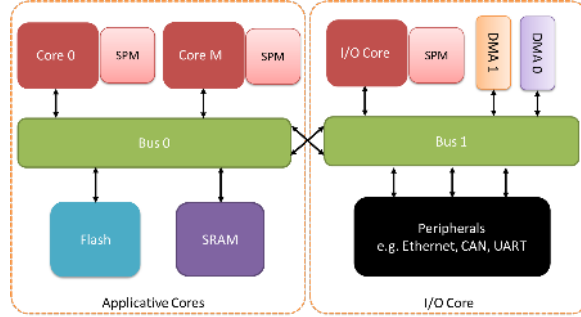 Core 0
SPM
Core M
SPM
I/O Core
SPM
DMA 1
DMA 0
Bus 0
Bus 1
Flash
SRAM
Peripherals
e.g. Ethernet, CAN, UART
Applicative Cores
I/O Core